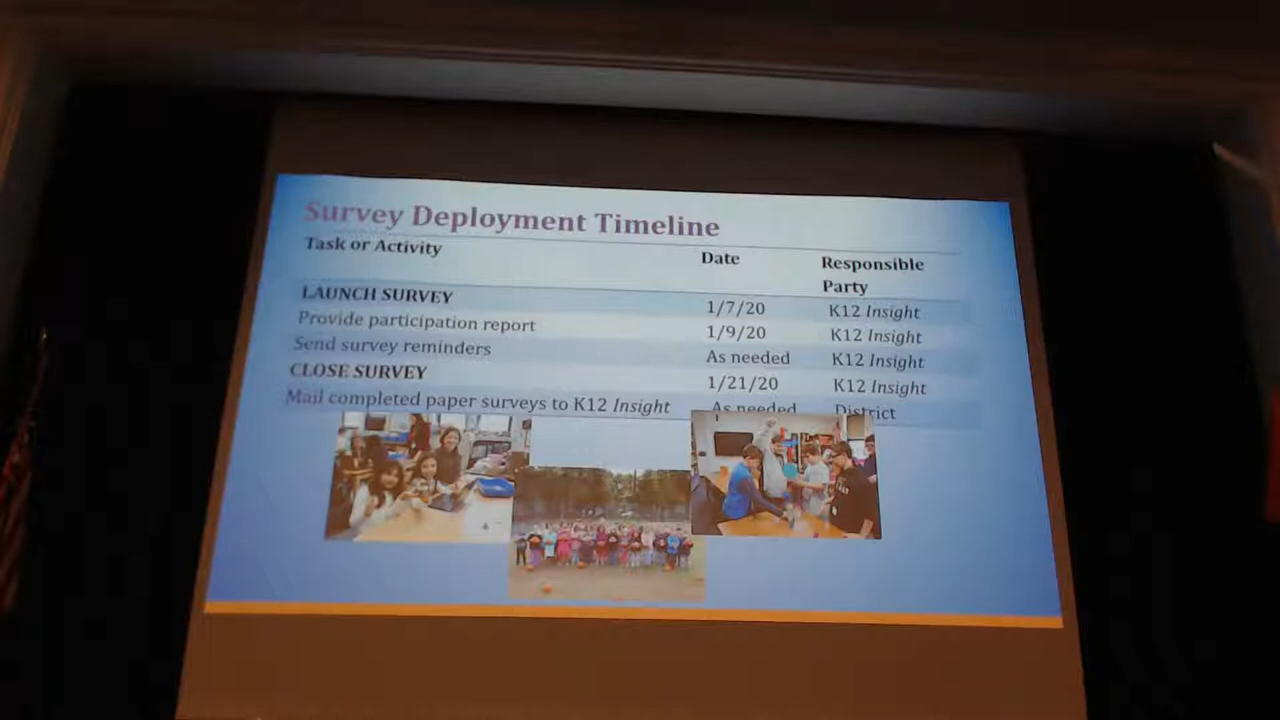 Survey Deployment Timeline
Task or Activity Date Responsible Party
LAUNCH SURVEY 1/7/20 K12 Insight
Provide participation report 1/9/20 K12 Insight
Send survey reminders As needed K12 Insight
CLOSE SURVEY 1/21/20 K12 Insight
Mail completed paper surveys to K12 Insight As needed District